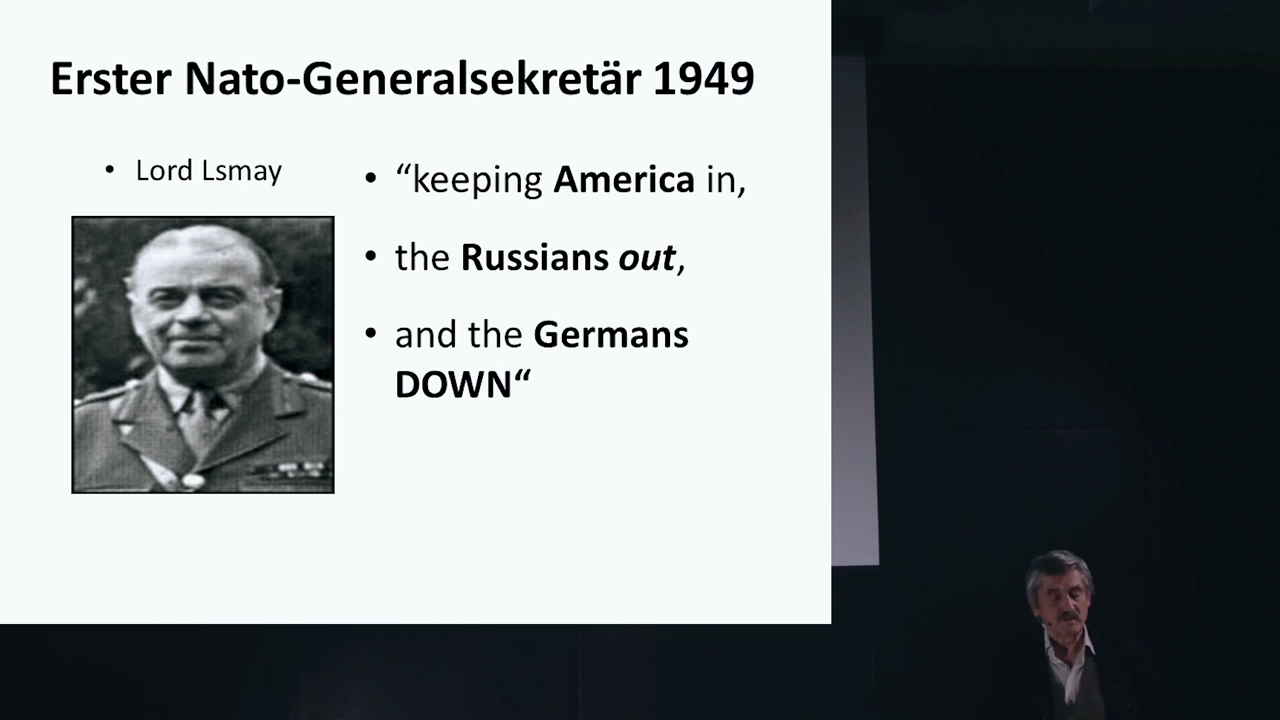 Erster Nato-Generalsekretär 1949
• Lord Lsmay
• “keeping America in,
• the Russians out,
• and the Germans
DOWN“